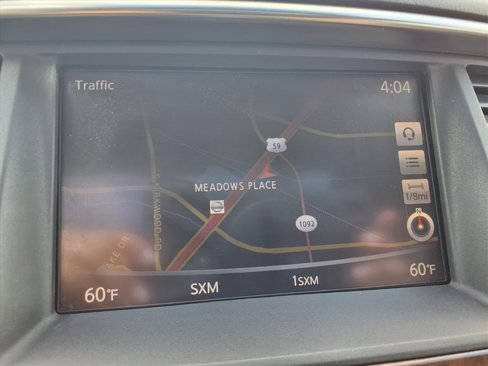 Traffic
4:04
59
MEADOWS PLACE
1/8mi
N
1092
60°F
SXM
1SXM
60°F